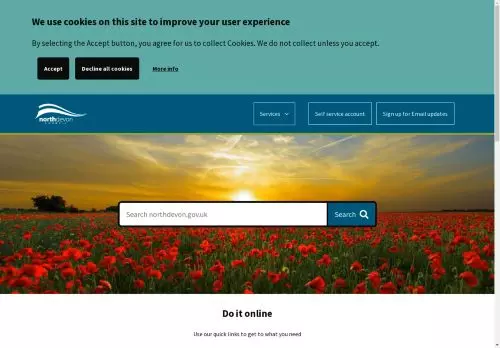 We use cookies on this site to improve your user experience
By selecting the Accept button, you agree for us to collect Cookies. We do not collect unless you accept.
Accept
Decline all cookies
More info
northdevon
Services
Self service account
Sign up for Email updates
Search northdevon.gov.uk
Search
Do it online
Use our quick links to get to what you need